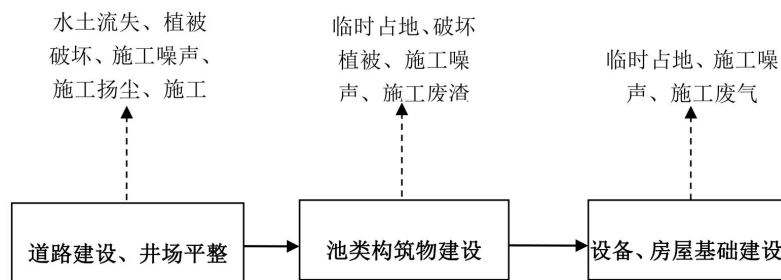 水土流失、植被
破坏、施工噪声、
施工扬尘、施工
临时占地、破坏
植被、施工噪
声、施工废渣
临时占地、施工噪
声、施工废气
道路建设、井场平整
池类构筑物建设
设备、房屋基础建设